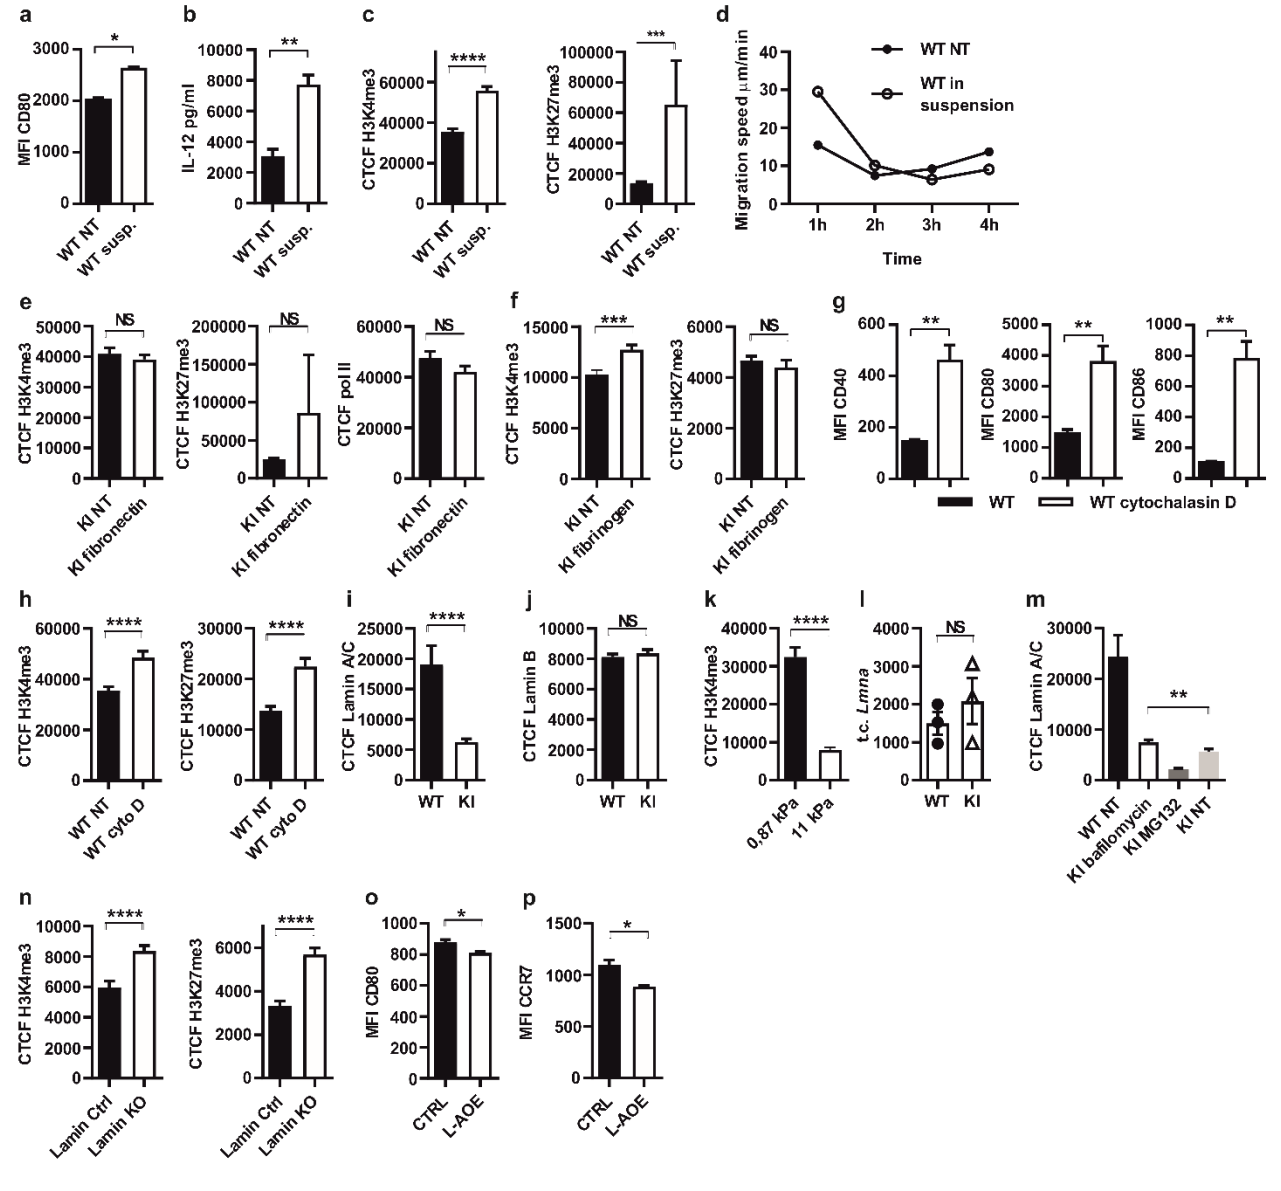 a
MFI CD80
3000
2000
1000
0
*
WT NT
WT susp.
b
IL-12 pg/ml
10000
8000
6000
4000
2000
0
**
WT NT
WT susp.
c
CTCF H3K4me3
60000
40000
20000
0
****
WT NT
WT susp.
CTCF H3K27me3
100000
80000
60000
40000
20000
0
***
WT NT
WT susp.
d
Migration speed μm/min
40
30
20
10
0
WT NT
WT in
suspension
1h 2h 3h 4h
Time
e
CTCF H3K4me3
50000
40000
30000
20000
10000
0
NS
KI NT
KI fibronectin
CTCF H3K27me3
200000
150000
100000
50000
0
NS
KI NT
KI fibronectin
CTCF pol II
60000
40000
20000
0
NS
KI NT
KI fibronectin
f
CTCF H3K4me3
15000
10000
5000
0
***
KI NT
KI fibrinogen
CTCF H3K27me3
6000
4000
2000
0
NS
KI NT
KI fibrinogen
g
MFI CD40
600
400
200
0
**
MFI CD80
5000
4000
3000
2000
1000
0
**
MFI CD86
1000
800
600
400
200
0
**
WT WT cytochalasin D
h
CTCF H3K4me3
60000
40000
20000
0
****
WT NT
WT cyto D
CTCF H3K27me3
30000
20000
10000
0
****
WT NT
WT cyto D
i
CTCF Lamin A/C
25000
20000
15000
10000
5000
0
****
WT KI
j
CTCF Lamin B
10000
8000
6000
4000
2000
0
NS
WT KI
k
CTCF H3K4me3
40000
30000
20000
10000
0
****
0,87 kPa
11 kPa
l
t.c. Lmna
4000
3000
2000
1000
0
NS
WT KI
m
CTCF Lamin A/C
30000
20000
10000
0
**
WT NT
KI bafilomycin
KI MG132
KI NT
n
CTCF H3K4me3
10000
8000
6000
4000
2000
0
****
Lamin Ctrl
Lamin KO
CTCF H3K27me3
6000
4000
2000
0
****
Lamin Ctrl
Lamin KO
o
MFI CD80
1000
800
600
400
200
0
*
CTRL
L-AOE
p
MFI CCR7
1500
1000
500
0
*
CTRL
L-AOE